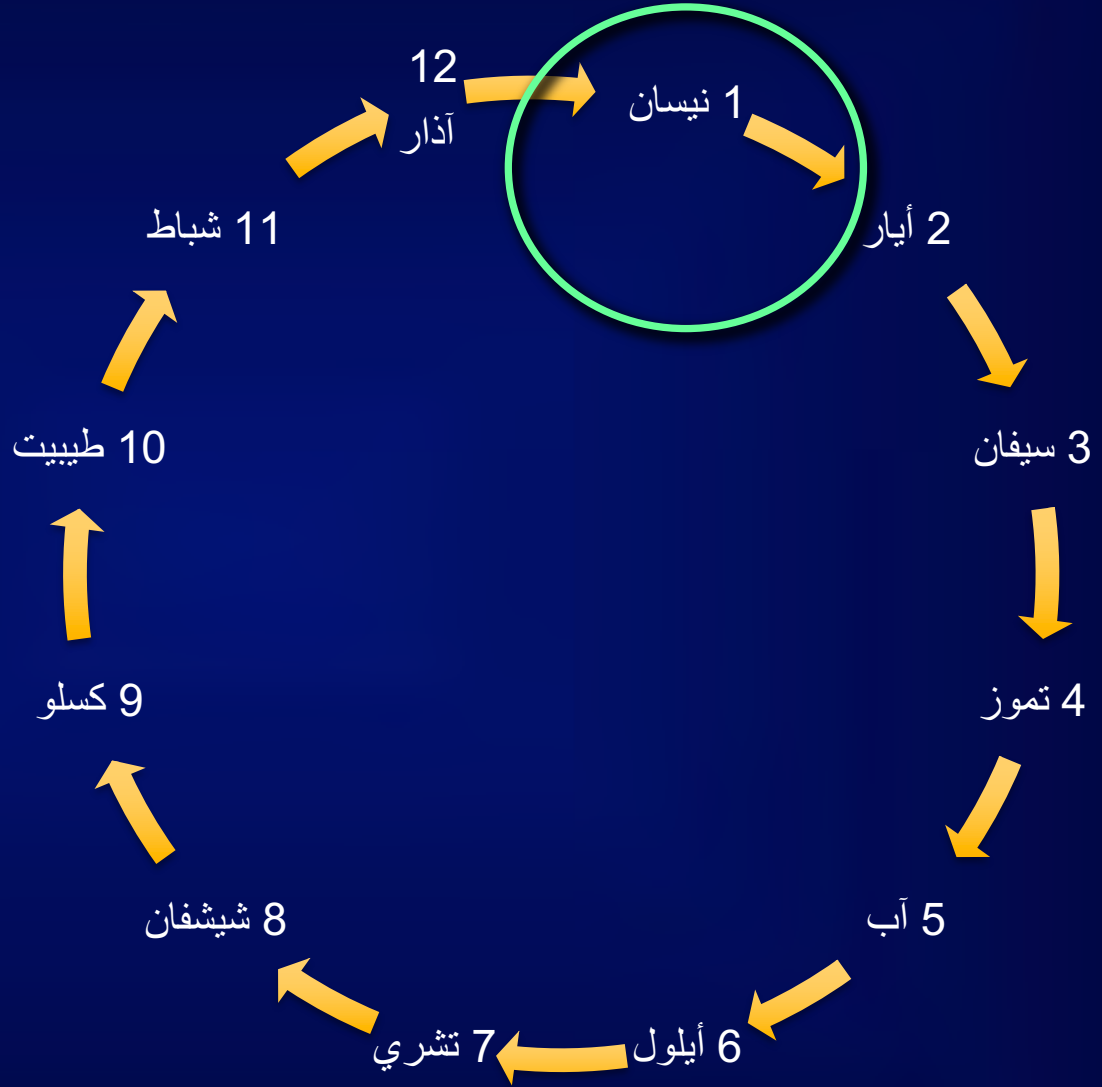 1 نيسان
2 أيار
3 سيفان
4 تموز
5 آب
6 أيلول
7 تشري
8 شيشفان
9 كسلو
10 طيبيت
11 شباط
12
آذار